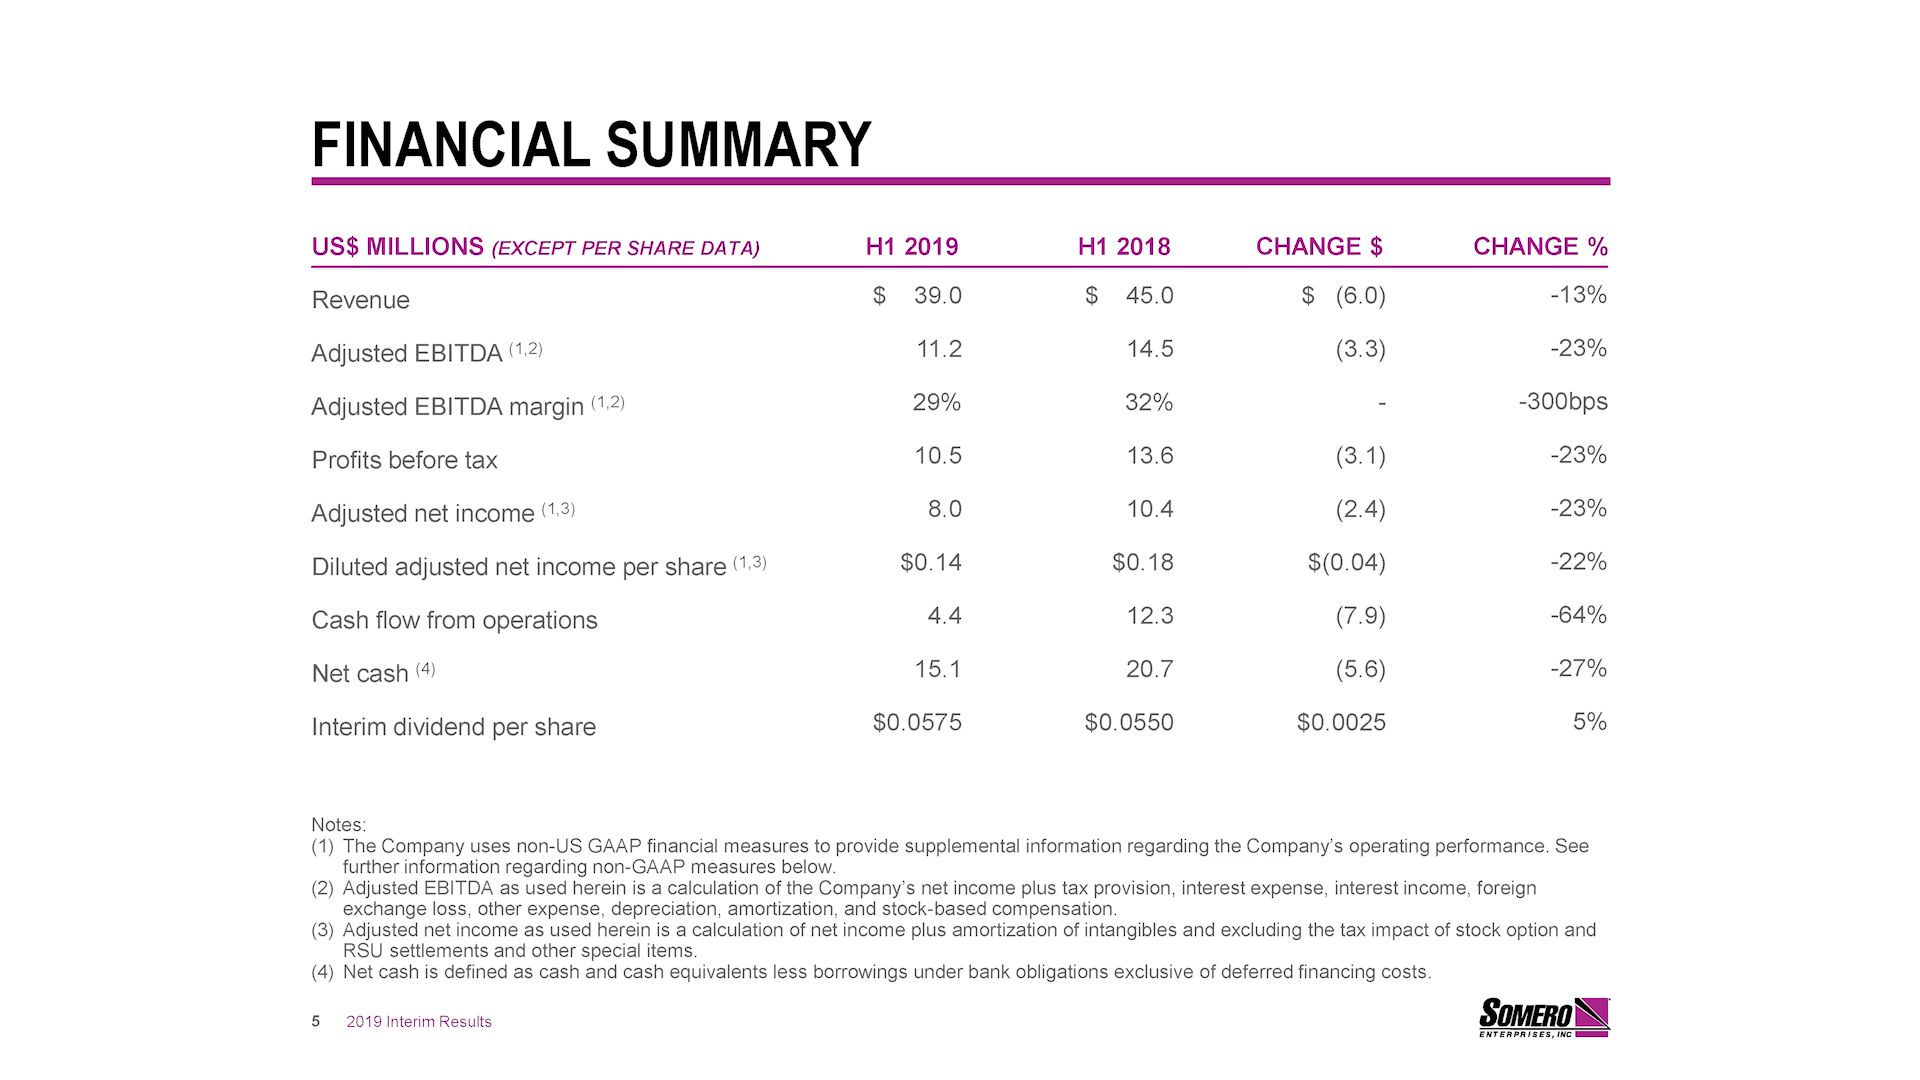 FINANCIAL SUMMARY
US$ MILLIONS (EXCEPT PER SHARE DATA) H1 2019 H1 2018 CHANGE $ CHANGE %
Revenue $ 39.0 $ 45.0 $ (6.0) -13%
Adjusted EBITDA (1,2) 11.2 14.5 (3.3) -23%
Adjusted EBITDA margin (1,2) 29% 32% - -300bps
Profits before tax 10.5 13.6 (3.1) -23%
Adjusted net income (1,3) 8.0 10.4 (2.4) -23%
Diluted adjusted net income per share (1,3) $0.14 $0.18 $(0.04) -22%
Cash flow from operations 4.4 12.3 (7.9) -64%
Net cash (4) 15.1 20.7 (5.6) -27%
Interim dividend per share $0.0575 $0.0550 $0.0025 5%
Notes:
(1) The Company uses non-US GAAP financial measures to provide supplemental information regarding the Company’s operating performance. See
further information regarding non-GAAP measures below.
(2) Adjusted EBITDA as used herein is a calculation of the Company’s net income plus tax provision, interest expense, interest income, foreign
exchange loss, other expense, depreciation, amortization, and stock-based compensation.
(3) Adjusted net income as used herein is a calculation of net income plus amortization of intangibles and excluding the tax impact of stock option and
RSU settlements and other special items.
(4) Net cash is defined as cash and cash equivalents less borrowings under bank obligations exclusive of deferred financing costs.
5 2019 Interim Results
SOMERO
ENTERPRISES, INC